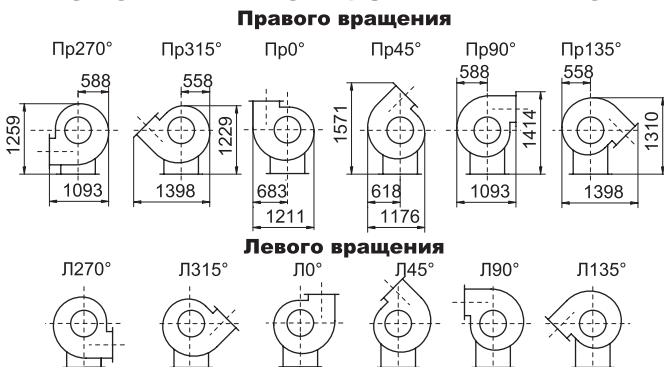 Правого вращения
Пр270° Пр315° Пр0° Пр45° Пр90° Пр135°
588 558 588 558
1259 1229 1571 1414 1310
683 618
1093 1398 1093 1398
1211 1176
Левого вращения
Л270° Л315° Л0° Л45° Л90° Л135°